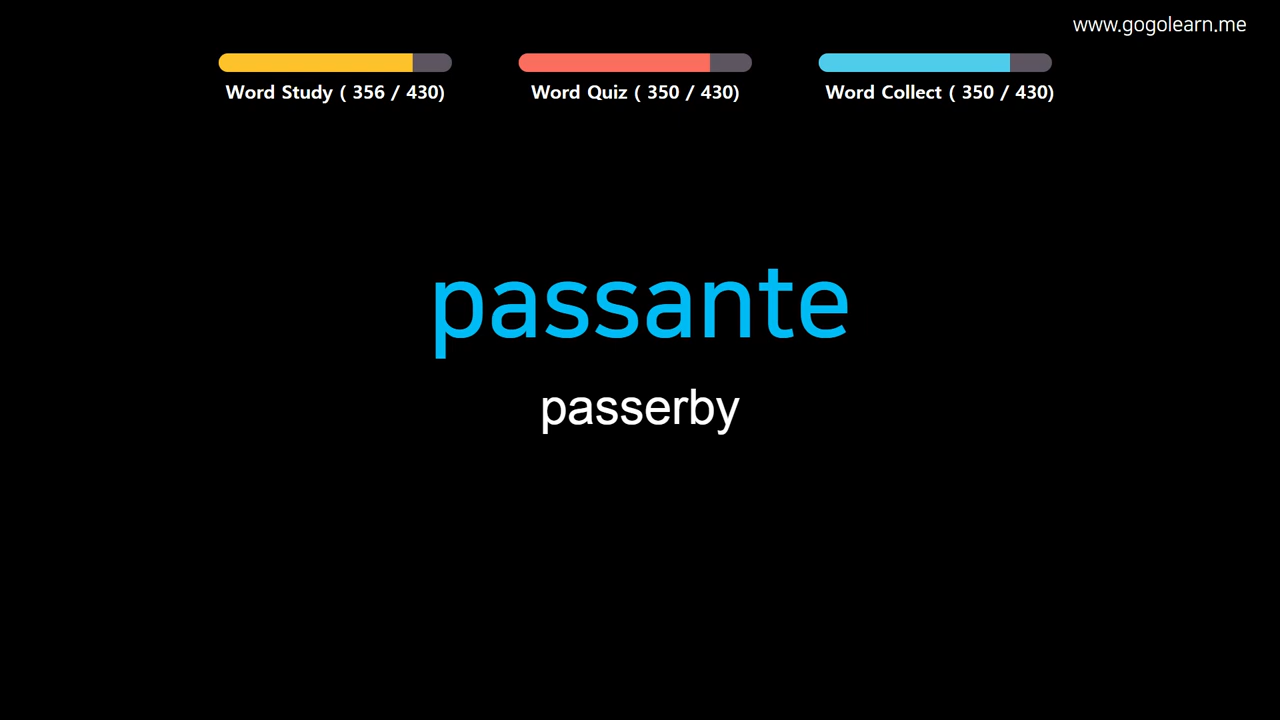 www.gogolearn.me
Word Study ( 356 / 430)
Word Quiz ( 350 / 430)
Word Collect ( 350 / 430)
passante
passerby